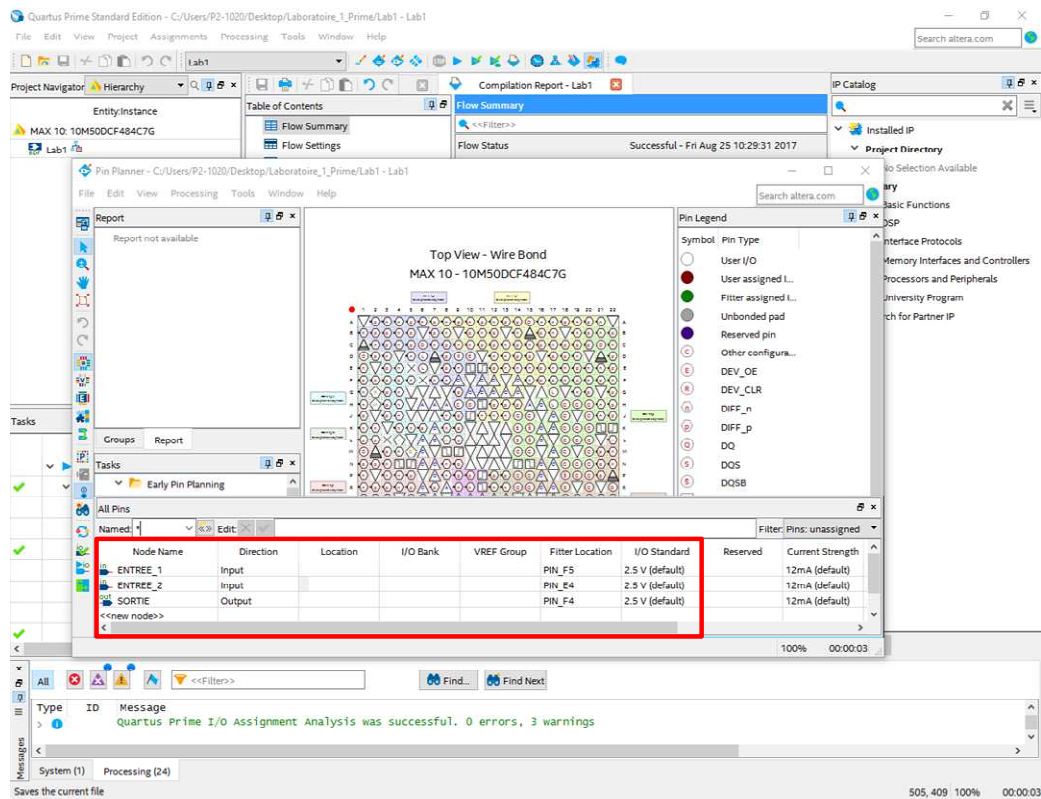 Quartus Prime Standard Edition - C:/Users/P2-1020/Desktop/Laboratoire_1_Prime/Lab1 - Lab1
File Edit View Project Assignments Processing Tools Window Help
Search altera.com
Lab1
Project Navigator Hierarchy
Compilation Report - Lab1
IP Catalog
Entity:Instance
Table of Contents
Flow Summary
MAX 10: 10M50DCF484C7G
Flow Summary
<<Filter>>
Installed IP
Lab1
Flow Settings
Flow Status Successful - Fri Aug 25 10:29:31 2017
Project Directory
No Selection Available
ary
Basic Functions
DSP
nterface Protocols
Memory Interfaces and Controllers
Processors and Peripherals
University Program
rch for Partner IP
Pin Planner - C:/Users/P2-1020/Desktop/Laboratoire_1_Prime/Lab1 - Lab1
File Edit View Processing Tools Window Help
Search altera.com
Report
Report not available
Top View - Wire Bond
MAX 10 - 10M50DCF484C7G
Pin Legend
Symbol Pin Type
User I/O
User assigned I...
Fitter assigned I...
Unbonded pad
Reserved pin
Other configura...
DEV_OE
DEV_CLR
DIFF_n
DIFF_p
DQ
DQS
DQSB
Tasks
Groups Report
Tasks
Early Pin Planning
All Pins
Named: * Edit:
Filter: Pins: unassigned
Node Name Direction Location I/O Bank VREF Group Fitter Location I/O Standard Reserved Current Strength
ENTREE_1 Input PIN_F5 2.5 V (default) 12mA (default)
ENTREE_2 Input PIN_E4 2.5 V (default) 12mA (default)
SORTIE Output PIN_F4 2.5 V (default) 12mA (default)
<<new node>>
100% 00:00:03
All
<<Filter>>
Find... Find Next
Type ID Message
Quartus Prime I/O Assignment Analysis was successful. 0 errors, 3 warnings
Messages
System (1) Processing (24)
Saves the current file
505, 409 100% 00:00:03